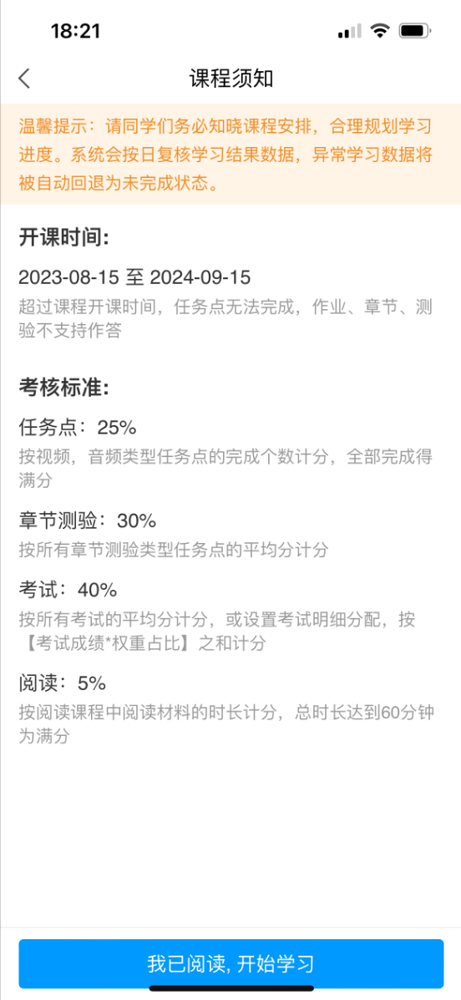 18:21
课程须知
温馨提示：请同学们务必知晓课程安排，合理规划学习
进度。系统会按日复核学习结果数据，异常学习数据将
被自动回退为未完成状态。
开课时间:
2023-08-15 至 2024-09-15
超过课程开课时间，任务点无法完成，作业、章节、测
验不支持作答
考核标准:
任务点：25%
按视频，音频类型任务点的完成个数计分，全部完成得
满分
章节测验：30%
按所有章节测验类型任务点的平均分计分
考试：40%
按所有考试的平均分计分，或设置考试明细分配，按
【考试成绩*权重占比】之和计分
阅读：5%
按阅读课程中阅读材料的时长计分，总时长达到60分钟
为满分
我已阅读, 开始学习